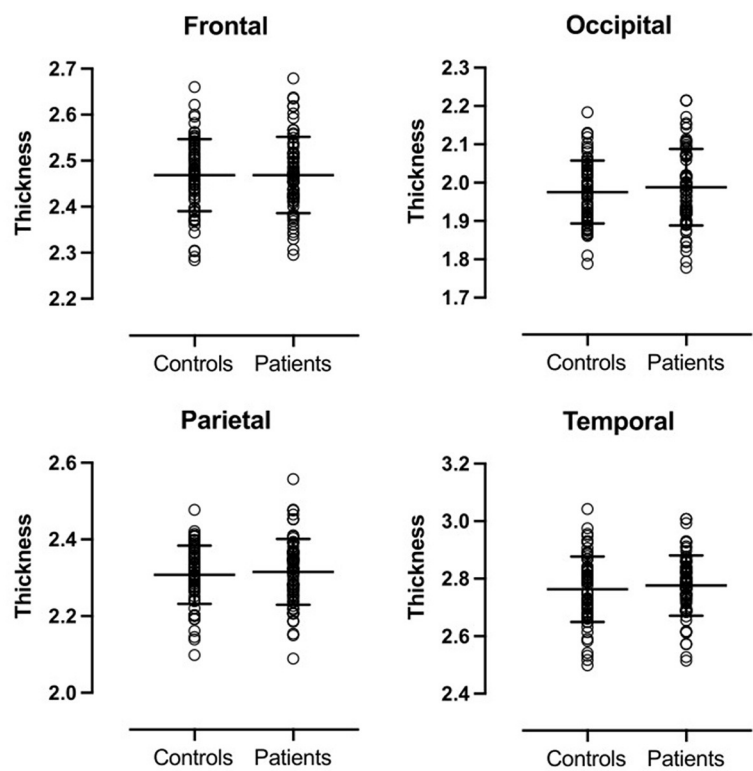 Frontal
Thickness
2.7
2.6
2.5
2.4
2.3
2.2
Controls Patients
Occipital
Thickness
2.3
2.2
2.1
2.0
1.9
1.8
1.7
Controls Patients
Parietal
Thickness
2.6
2.4
2.2
2.0
Controls Patients
Temporal
Thickness
3.2
3.0
2.8
2.6
2.4
Controls Patients